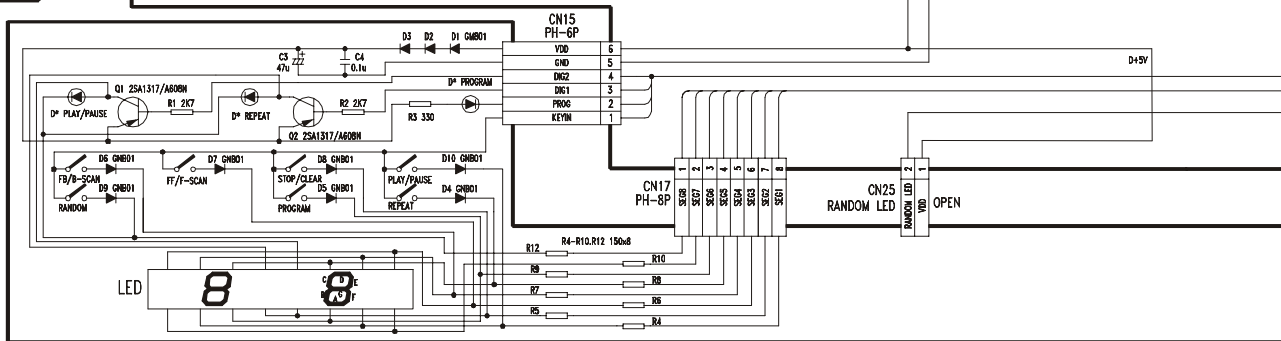 CN15
PH-6P
VDD 6
GND 5
DIG2 4
DIG1 3
PROG 2
KEYIN 1
D3 D2 D1 GMB01
C3
47u
+
C4
0.1u
D* PROGRAM
D+5V
Q1 2SA1317/A608N
R1 2K7
D* PLAY/PAUSE
D* REPEAT
R2 2K7
Q2 2SA1317/A608N
R3 330
D6 GNB01
FB/B-SCAN
D7 GNB01
FF/F-SCAN
D8 GNB01
STOP/CLEAR
D10 GNB01
PLAY/PAUSE
D9 GNB01
RANDOM
D5 GNB01
PROGRAM
D4 GNB01
REPEAT
CN17
PH-8P
1 2 3 4 5 6 7 8
SEG8 SEG7 SEG6 SEG5 SEG4 SEG3 SEG2 SEG1
CN25
RANDOM LED
2 1
RANDOM LED
VDD
OPEN
R4-R10.R12 150x8
R12
R10
R9
R8
R7
R6
R5
R4
LED
8 8
C D E
B A G F